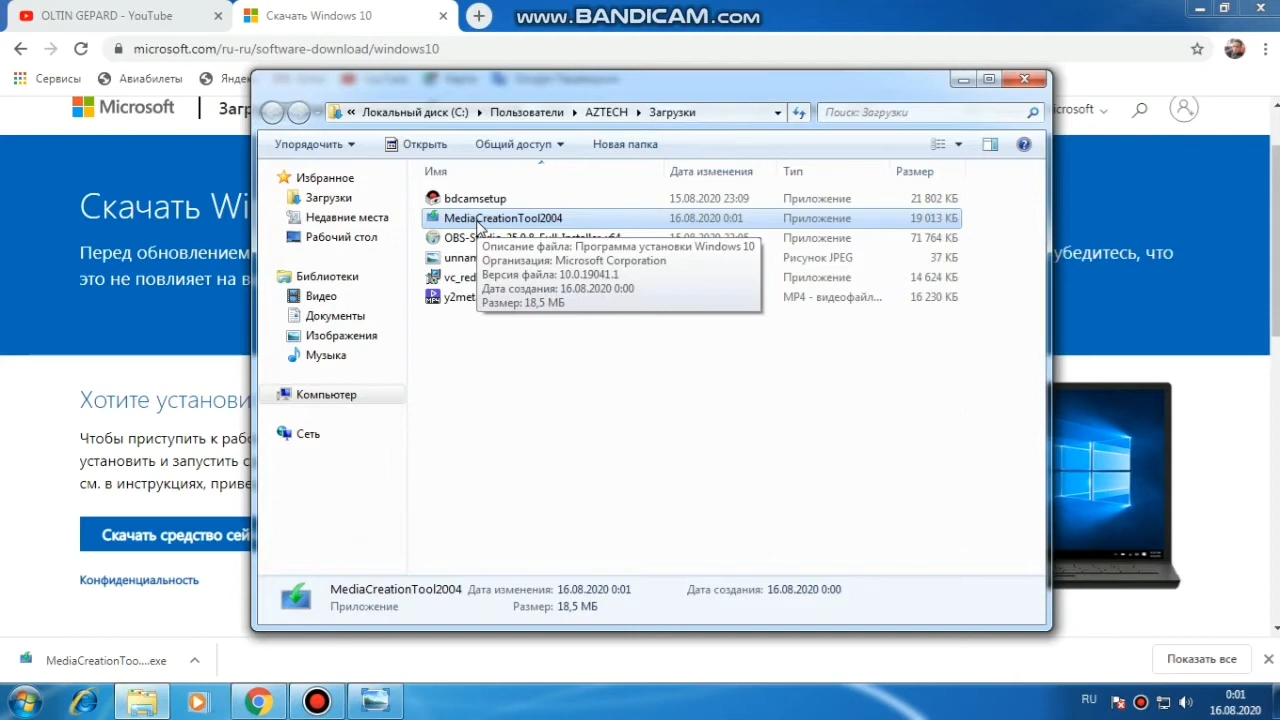 OLTIN GEPARD - YouTube
Скачать Windows 10
www.BANDICAM.com
microsoft.com/ru-ru/software-download/windows10
Сервисы
Авиабилеты
Microsoft
Скачать Wi
Перед обновлением
это не повлияет на в
убедитесь, что
Хотите установи
Чтобы приступить к рабо
установить и запустить с
см. в инструкциях, приве
Скачать средство сей
Конфиденциальность
Локальный диск (C:)
Пользователи
AZTECH
Загрузки
Поиск: Загрузки
Упорядочить
Открыть
Общий доступ
Новая папка
Избранное
Загрузки
Недавние места
Рабочий стол
Библиотеки
Видео
Документы
Изображения
Музыка
Компьютер
Сеть
Имя
Дата изменения
Тип
Размер
bdcamsetup 15.08.2020 23:09 Приложение 21 802 КБ
MediaCreationTool2004 16.08.2020 0:01 Приложение 19 013 КБ
Приложение 71 764 КБ
unnam Рисунок JPEG 37 КБ
vc_red Приложение 14 624 КБ
y2met MP4 - видеофайл... 16 230 КБ
Описание файла: Программа установки Windows 10
Организация: Microsoft Corporation
Версия файла: 10.0.19041.1
Дата создания: 16.08.2020 0:00
Размер: 18,5 МБ
MediaCreationTool2004 Дата изменения: 16.08.2020 0:01 Дата создания: 16.08.2020 0:00
Приложение Размер: 18,5 МБ
MediaCreationToo....exe
Показать все
RU
0:01
16.08.2020